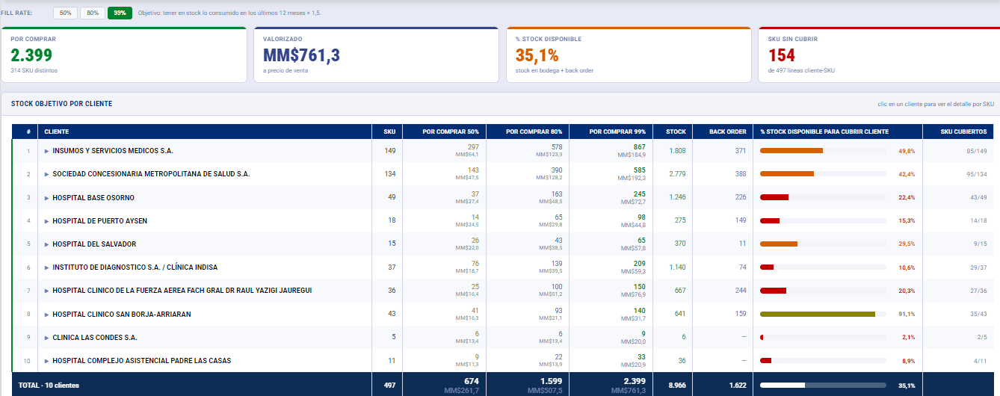 FILL RATE: 50% 80% 99% Objetivo: tener en stock lo consumido en los últimos 12 meses × 1,5.
POR COMPRAR
2.399
314 SKU distintos
VALORIZADO
MM$761,3
a precio de venta
% STOCK DISPONIBLE
35,1%
stock en bodega + back order
SKU SIN CUBRIR
154
de 497 líneas cliente-SKU
STOCK OBJETIVO POR CLIENTE clic en un cliente para ver el detalle por SKU
# CLIENTE SKU POR COMPRAR 50% POR COMPRAR 80% POR COMPRAR 99% STOCK BACK ORDER % STOCK DISPONIBLE PARA CUBRIR CLIENTE SKU CUBIERTOS
1 ▶ INSUMOS Y SERVICIOS MEDICOS S.A. 149 297 578 867 1.808 371 49,8% 85/149
MM$64,1 MM$123,3 MM$184,9
2 ▶ SOCIEDAD CONCESIONARIA METROPOLITANA DE SALUD S.A. 134 143 390 585 2.779 388 42,4% 95/134
MM$47,5 MM$128,2 MM$192,3
3 ▶ HOSPITAL BASE OSORNO 49 37 163 245 1.246 226 22,4% 43/49
MM$27,4 MM$48,5 MM$72,7
4 ▶ HOSPITAL DE PUERTO AYSEN 18 14 65 98 275 149 15,3% 14/18
MM$24,5 MM$29,8 MM$44,8
5 ▶ HOSPITAL DEL SALVADOR 15 26 43 65 370 11 29,5% 9/15
MM$22,0 MM$38,5 MM$57,8
6 ▶ INSTITUTO DE DIAGNOSTICO S.A. / CLÍNICA INDISA 37 76 139 209 1.140 74 10,6% 29/37
MM$18,7 MM$39,5 MM$59,3
7 ▶ HOSPITAL CLINICO DE LA FUERZA AEREA FACH GRAL DR RAUL YAZIGI JAUREGUI 36 25 100 150 667 244 20,3% 27/36
MM$16,4 MM$51,2 MM$76,9
8 ▶ HOSPITAL CLINICO SAN BORJA-ARRIARAN 43 41 93 140 641 159 91,1% 35/43
MM$16,3 MM$21,1 MM$31,7
9 ▶ CLINICA LAS CONDES S.A. 5 6 6 9 6 — 2,1% 2/5
MM$13,4 MM$13,4 MM$20,0
10 ▶ HOSPITAL COMPLEJO ASISTENCIAL PADRE LAS CASAS 11 9 22 33 36 — 8,9% 4/11
MM$11,3 MM$13,9 MM$20,9
TOTAL · 10 clientes 497 674 1.599 2.399 8.966 1.622 35,1%
MM$261,7 MM$507,5 MM$761,3